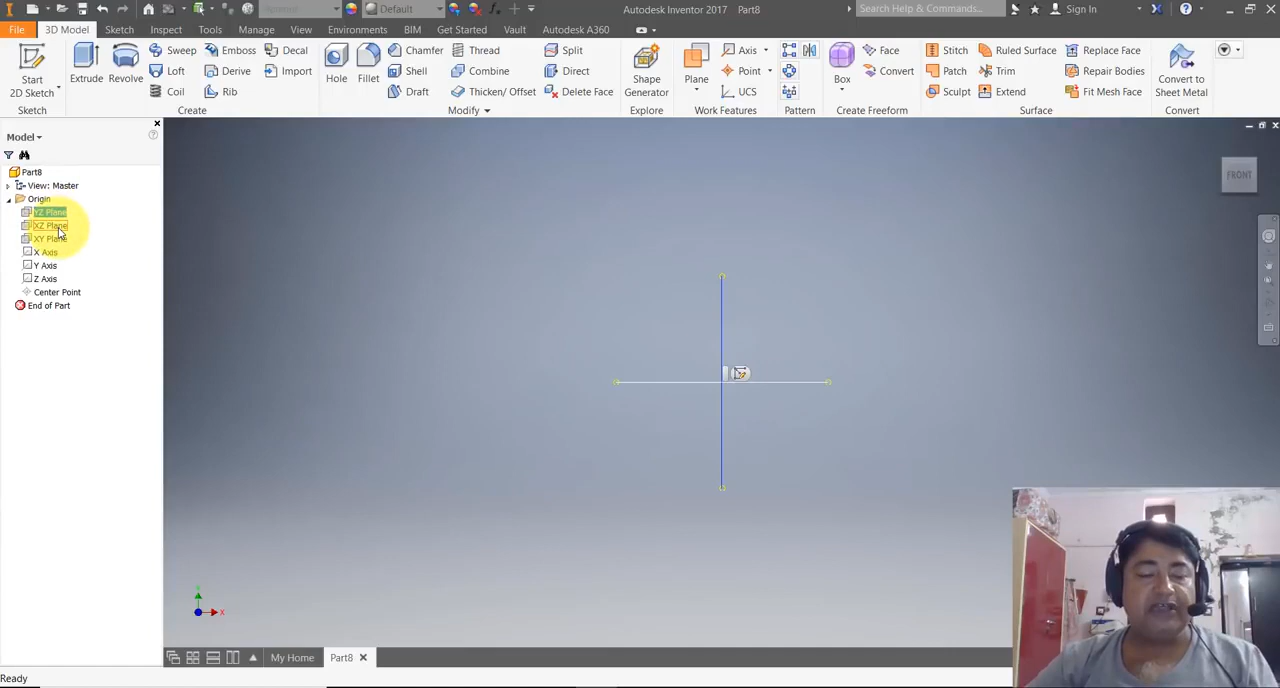 Default
Autodesk Inventor 2017 Part8
Search Help & Commands...
Sign In
File
3D Model
Sketch
Inspect
Tools
Manage
View
Environments
BIM
Get Started
Vault
Autodesk A360
Start
2D Sketch
Extrude
Revolve
Sweep
Emboss
Decal
Loft
Derive
Import
Coil
Rib
Hole
Fillet
Chamfer
Thread
Split
Shell
Combine
Direct
Draft
Thicken/ Offset
Delete Face
Shape
Generator
Plane
Axis
Point
UCS
Box
Face
Convert
Stitch
Ruled Surface
Replace Face
Patch
Trim
Repair Bodies
Sculpt
Extend
Fit Mesh Face
Convert to
Sheet Metal
Sketch
Create
Modify
Explore
Work Features
Pattern
Create Freeform
Surface
Convert
Model
Part8
View: Master
Origin
YZ Plane
XZ Plane
XY Plane
X Axis
Y Axis
Z Axis
Center Point
End of Part
FRONT
X
My Home
Part8
Ready